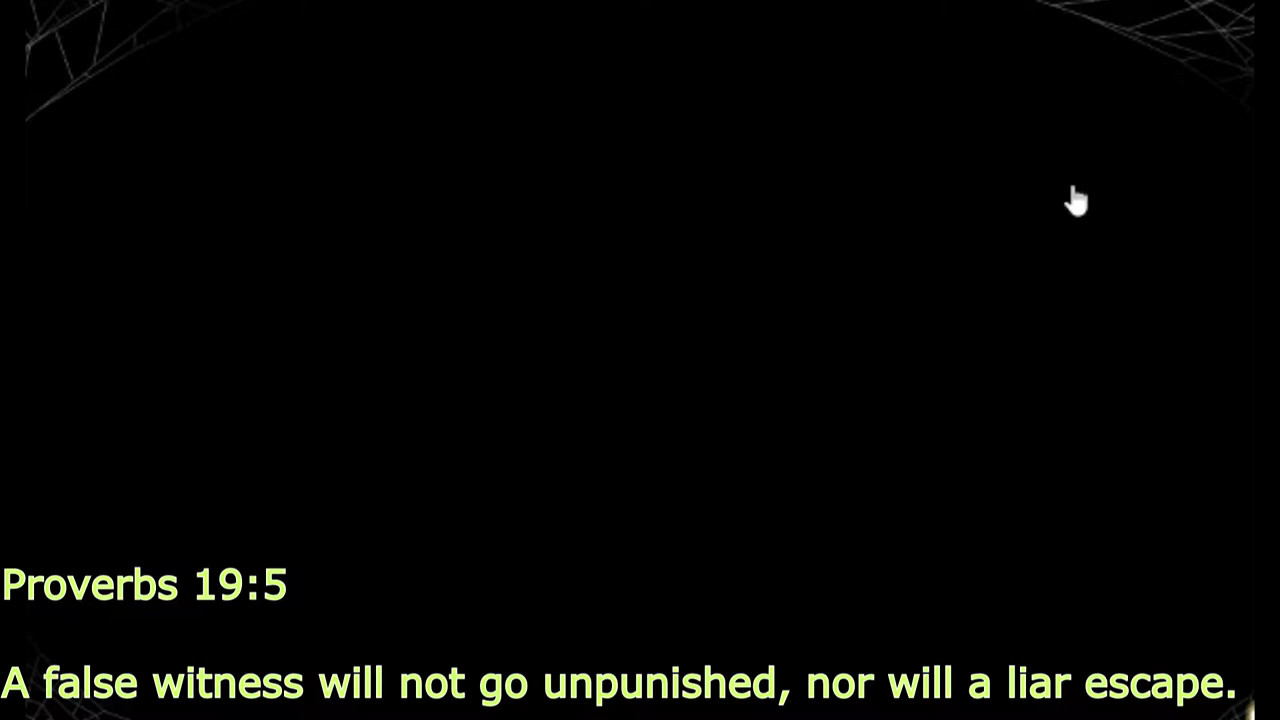 Proverbs 19:5
A false witness will not go unpunished, nor will a liar escape.